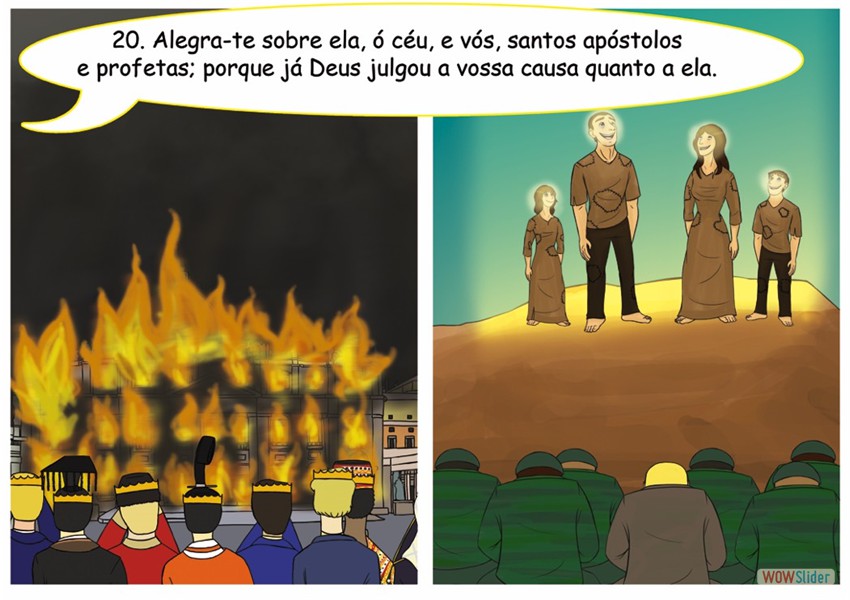 20. Alegra-te sobre ela, ó céu, e vós, santos apóstolos
e profetas; porque já Deus julgou a vossa causa quanto a ela.
WOWSlider